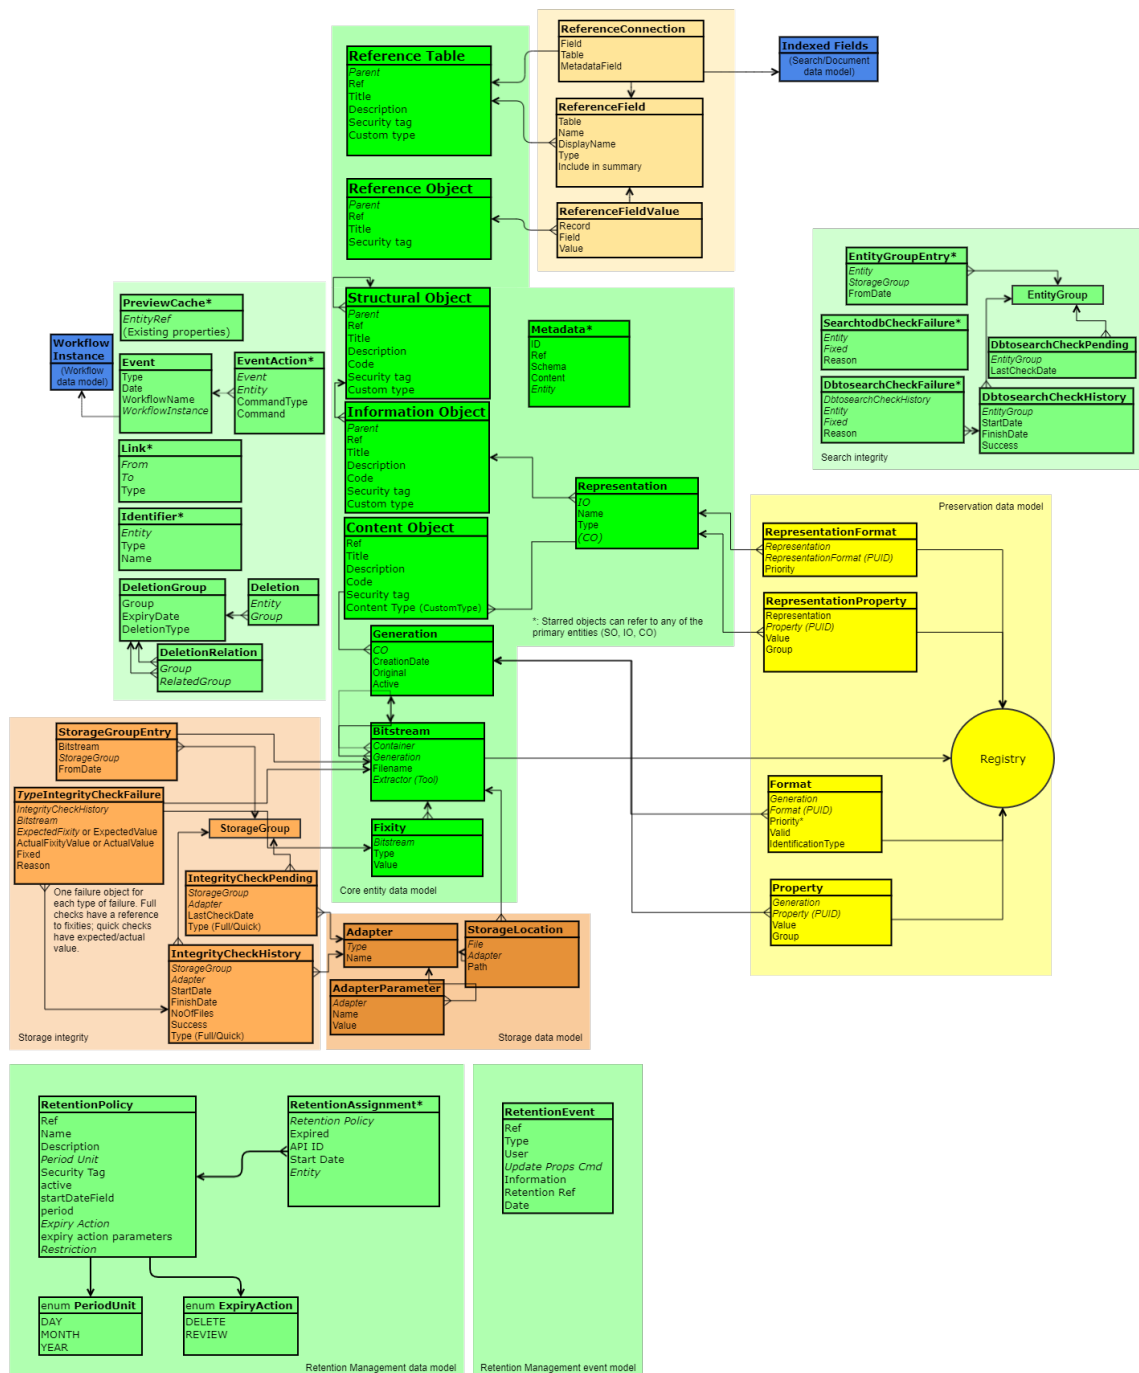 ReferenceConnection
Field
Table
MetadataField
Indexed Fields
(Search/Document
data model)
Reference Table
Parent
Ref
Title
Description
Security tag
Custom type
ReferenceField
Table
Name
DisplayName
Type
Include in summary
Reference Object
Parent
Ref
Title
Security tag
ReferenceFieldValue
Record
Field
Value
EntityGroupEntry*
Entity
StorageGroup
FromDate
EntityGroup
SearchtodbCheckFailure*
Entity
Fixed
Reason
DbtosearchCheckPending
EntityGroup
LastCheckDate
DbtosearchCheckFailure*
DbtosearchCheckHistory
Entity
Fixed
Reason
DbtosearchCheckHistory
EntityGroup
StartDate
FinishDate
Success
Search integrity
PreviewCache*
EntityRef
(Existing properties)
Workflow
Instance
(Workflow
data model)
Event
Type
Date
WorkflowName
WorkflowInstance
EventAction*
Event
Entity
CommandType
Command
Link*
From
To
Type
Identifier*
Entity
Type
Name
DeletionGroup
Group
ExpiryDate
DeletionType
Deletion
Entity
Group
DeletionRelation
Group
RelatedGroup
Structural Object
Parent
Ref
Title
Description
Code
Security tag
Custom type
Metadata*
ID
Ref
Schema
Content
Entity
Information Object
Parent
Ref
Title
Description
Code
Security tag
Custom type
Representation
IO
Name
Type
(CO)
Content Object
Ref
Title
Description
Code
Security tag
Content Type (CustomType)
*: Starred objects can refer to any of the
primary entities (SO, IO, CO)
Generation
CO
CreationDate
Original
Active
Bitstream
Container
Generation
Filename
Extractor (Tool)
Fixity
Bitstream
Type
Value
Core entity data model
Preservation data model
RepresentationFormat
Representation
RepresentationFormat (PUID)
Priority
RepresentationProperty
Representation
Property (PUID)
Value
Group
Registry
Format
Generation
Format (PUID)
Priority*
Valid
IdentificationType
Property
Generation
Property (PUID)
Value
Group
StorageGroupEntry
Bitstream
StorageGroup
FromDate
TypeIntegrityCheckFailure
IntegrityCheckHistory
Bitstream
ExpectedFixity or ExpectedValue
ActualFixityValue or ActualValue
Fixed
Reason
StorageGroup
One failure object for
each type of failure. Full
checks have a reference
to fixities; quick checks
have expected/actual
value.
IntegrityCheckPending
StorageGroup
Adapter
LastCheckDate
Type (Full/Quick)
IntegrityCheckHistory
StorageGroup
Adapter
StartDate
FinishDate
NoOfFiles
Success
Type (Full/Quick)
Storage integrity
Adapter
Type
Name
StorageLocation
File
Adapter
Path
AdapterParameter
Adapter
Name
Value
Storage data model
RetentionPolicy
Ref
Name
Description
Period Unit
Security Tag
active
startDateField
period
Expiry Action
expiry action parameters
Restriction
RetentionAssignment*
Retention Policy
Expired
API ID
Start Date
Entity
enum PeriodUnit
DAY
MONTH
YEAR
enum ExpiryAction
DELETE
REVIEW
Retention Management data model
RetentionEvent
Ref
Type
User
Update Props Cmd
Information
Retention Ref
Date
Retention Management event model